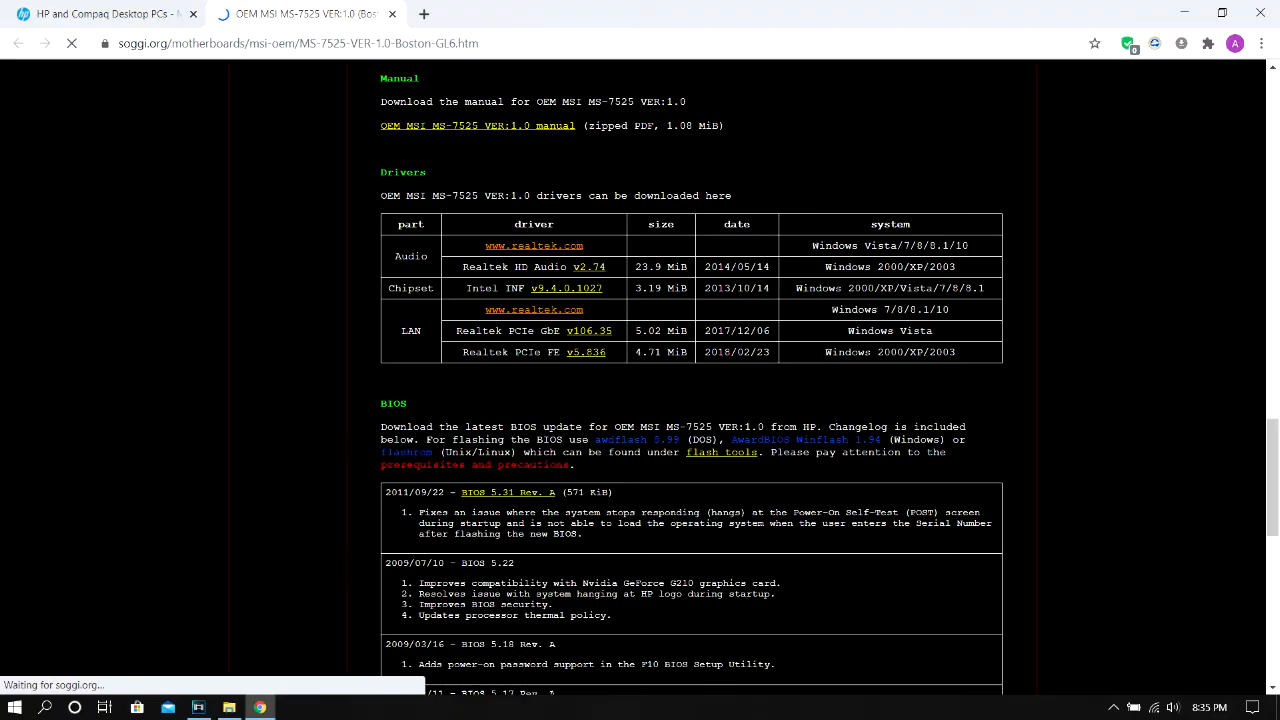 HP and Compaq Desktop PCs - M
OEM MSI MS-7525 VER:1.0 (Bos
soggi.org/motherboards/msi-oem/MS-7525-VER-1.0-Boston-GL6.htm
0
A
Manual
Download the manual for OEM MSI MS-7525 VER:1.0
OEM MSI MS-7525 VER:1.0 manual (zipped PDF, 1.08 MiB)
Drivers
OEM MSI MS-7525 VER:1.0 drivers can be downloaded here
part driver size date system
Audio
www.realtek.com Windows Vista/7/8/8.1/10
Realtek HD Audio v2.74 23.9 MiB 2014/05/14 Windows 2000/XP/2003
Chipset Intel INF v9.4.0.1027 3.19 MiB 2013/10/14 Windows 2000/XP/Vista/7/8/8.1
LAN
www.realtek.com Windows 7/8/8.1/10
Realtek PCIe GbE v106.35 5.02 MiB 2017/12/06 Windows Vista
Realtek PCIe FE v5.836 4.71 MiB 2018/02/23 Windows 2000/XP/2003
BIOS
Download the latest BIOS update for OEM MSI MS-7525 VER:1.0 from HP. Changelog is included
below. For flashing the BIOS use awdflash 8.99 (DOS), AwardBIOS Winflash 1.94 (Windows) or
flashrom (Unix/Linux) which can be found under flash tools. Please pay attention to the
prerequisites and precautions.
2011/09/22 - BIOS 5.31 Rev. A (571 KiB)
1. Fixes an issue where the system stops responding (hangs) at the Power-On Self-Test (POST) screen
during startup and is not able to load the operating system when the user enters the Serial Number
after flashing the new BIOS.
2009/07/10 - BIOS 5.22
1. Improves compatibility with Nvidia GeForce G210 graphics card.
2. Resolves issue with system hanging at HP logo during startup.
3. Improves BIOS security.
4. Updates processor thermal policy.
2009/03/16 - BIOS 5.18 Rev. A
1. Adds power-on password support in the F10 BIOS Setup Utility.
/11 - BIOS 5.17 Rev. A
Waiting for soggi.org...
8:35 PM